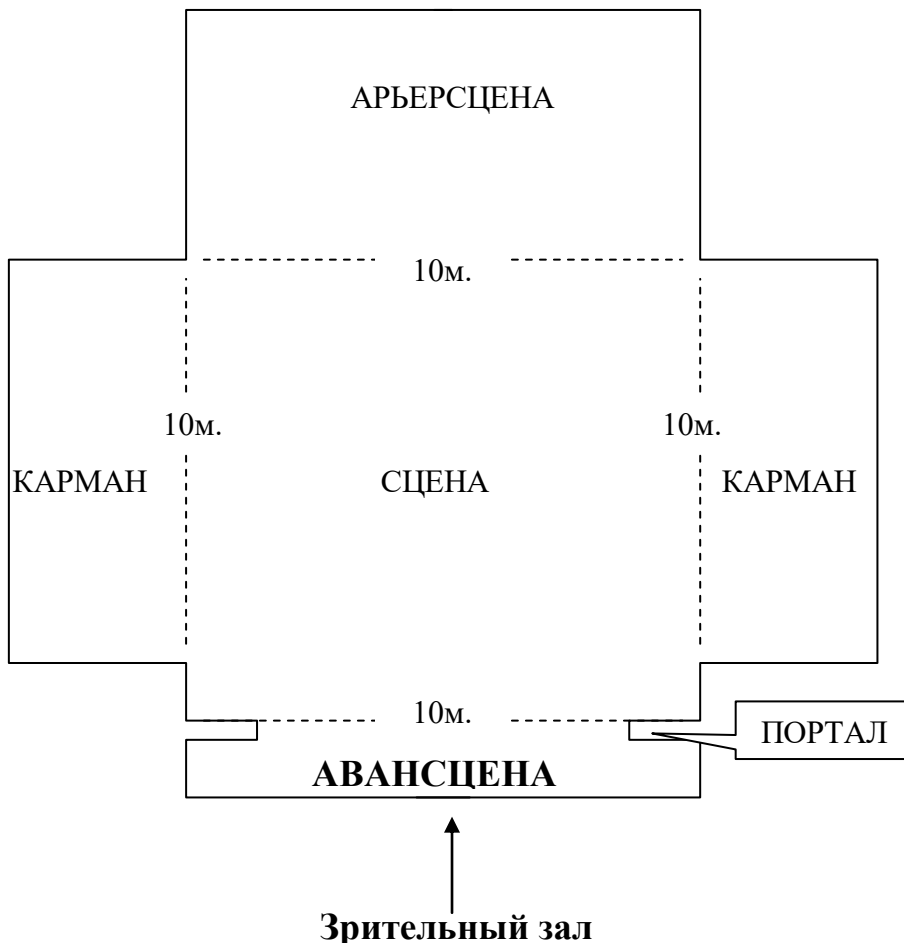 АРЬЕРСЦЕНА
10м.
10м.
10м.
КАРМАН
СЦЕНА
КАРМАН
10м.
ПОРТАЛ
АВАНСЦЕНА
Зрительный зал